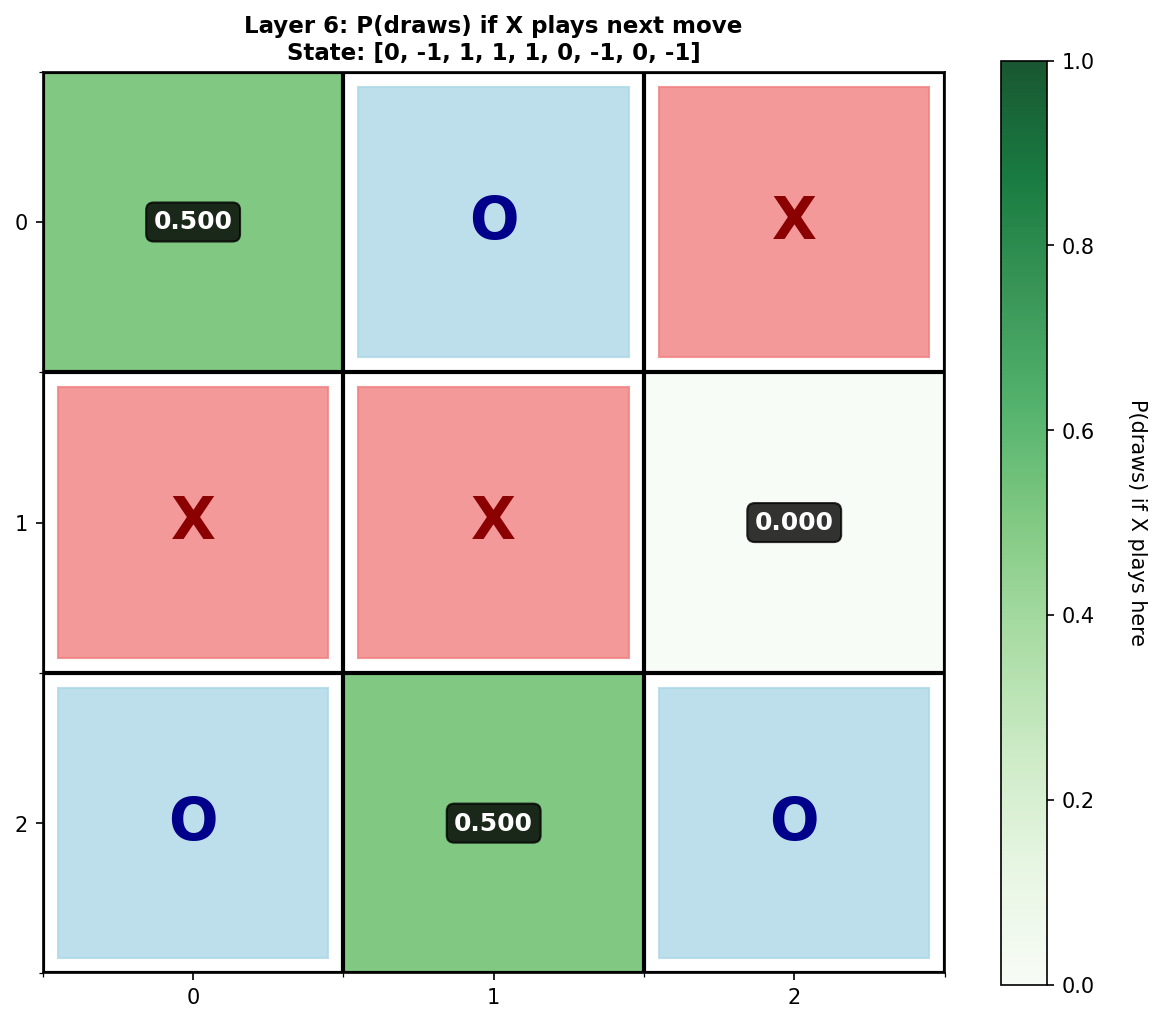 Layer 6: P(draws) if X plays next move
State: [0, -1, 1, 1, 1, 0, -1, 0, -1]
0.500
O
X
X
X
0.000
O
0.500
O
0
1
2
0
1
2
1.0
0.8
0.6
0.4
0.2
0.0
P(draws) if X plays here